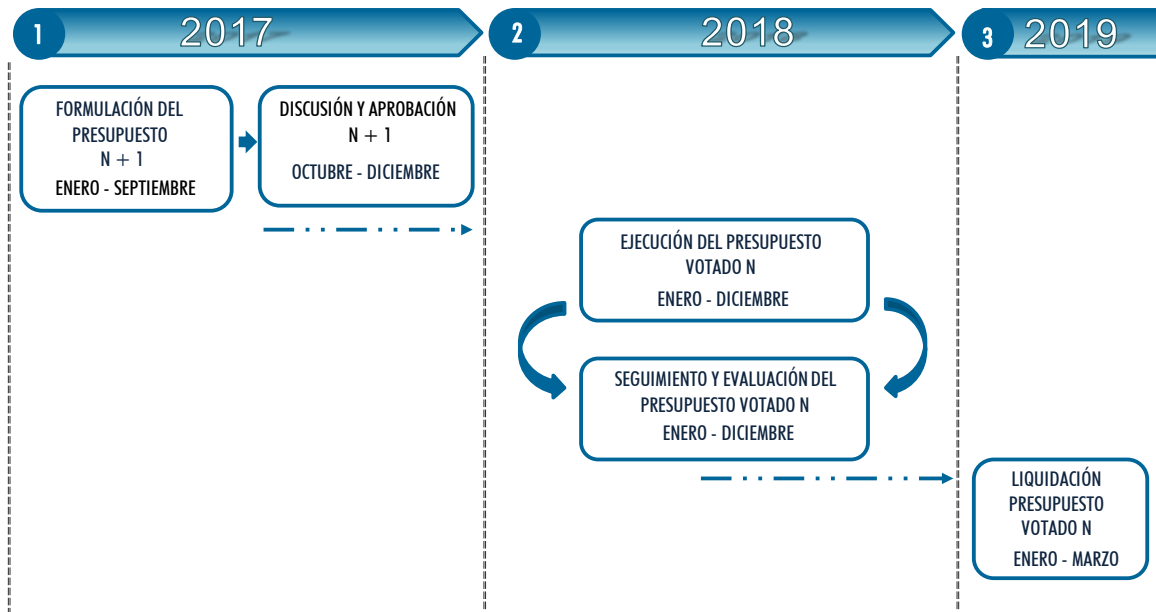 1
2017
2
2018
3
2019
FORMULACIÓN DEL
PRESUPUESTO
N + 1
ENERO - SEPTIEMBRE
DISCUSIÓN Y APROBACIÓN
N + 1
OCTUBRE - DICIEMBRE
EJECUCIÓN DEL PRESUPUESTO
VOTADO N
ENERO - DICIEMBRE
SEGUIMIENTO Y EVALUACIÓN DEL
PRESUPUESTO VOTADO N
ENERO - DICIEMBRE
LIQUIDACIÓN
PRESUPUESTO
VOTADO N
ENERO - MARZO